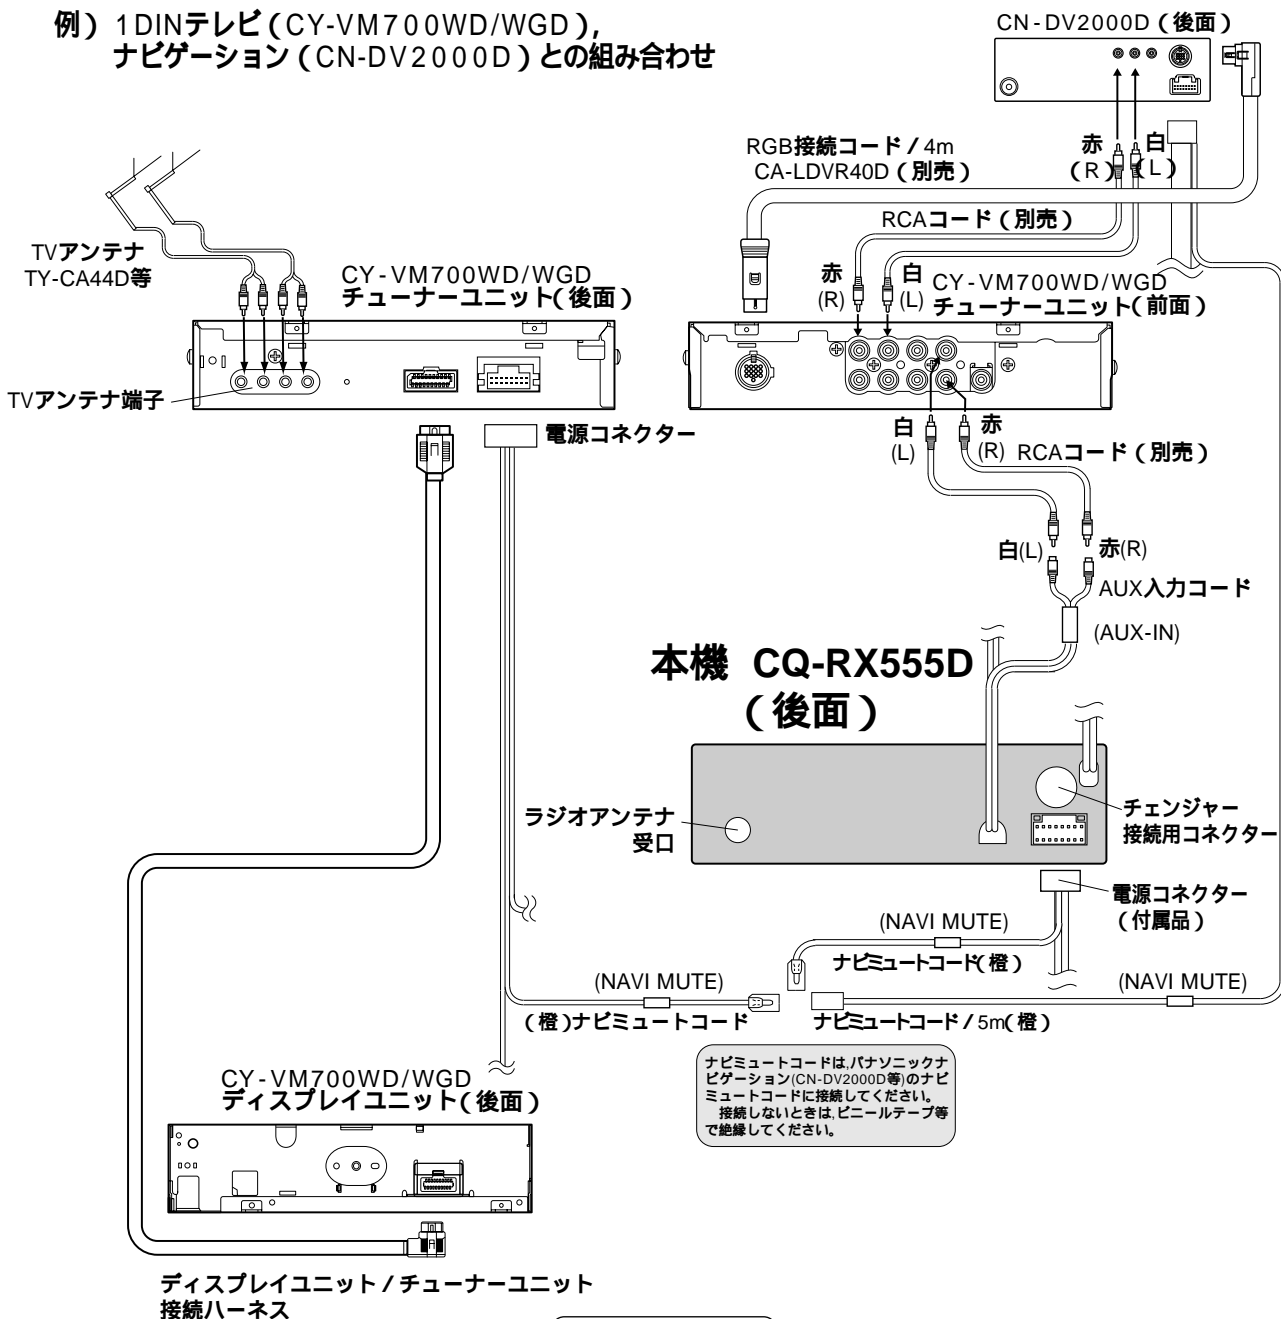 例）1DINテレビ（CY-VM700WD/WGD）,
ナビゲーション（CN-DV2000D）との組み合わせ
CN-DV2000D（後面）
RGB接続コード / 4m
CA-LDVR40D（別売）
赤
（R）
白
（L）
RCAコード（別売）
TVアンテナ
TY-CA44D等
CY-VM700WD/WGD
チューナーユニット（後面）
赤
(R)
白
(L)
CY-VM700WD/WGD
チューナーユニット（前面）
TVアンテナ端子
電源コネクター
白
(L)
赤
(R)
RCAコード（別売）
白(L)
赤(R)
AUX入力コード
(AUX-IN)
本機 CQ-RX555D
（後面）
ラジオアンテナ
受口
チェンジャー
接続用コネクター
電源コネクター
（付属品）
(NAVI MUTE)
ナビミュートコード（橙）
(NAVI MUTE)
（橙）ナビミュートコード
(NAVI MUTE)
ナビミュートコード / 5m（橙）
ナビミュートコードは,パナソニックナ
ビゲーション(CN-DV2000D等)のナビ
ミュートコードに接続してください。
接続しないときは,ビニールテープ等
で絶縁してください。
CY-VM700WD/WGD
ディスプレイユニット（後面）
ディスプレイユニット / チューナーユニット
接続ハーネス